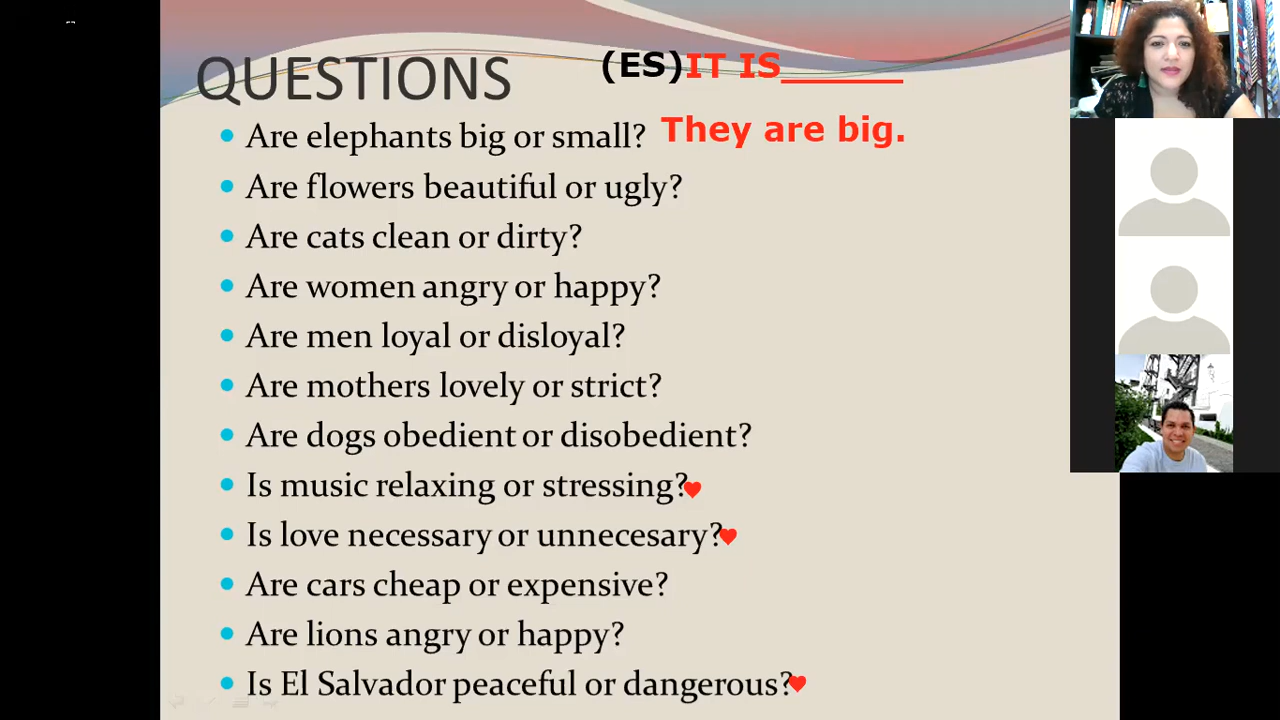 QUESTIONS
(ES)IT IS______
Are elephants big or small? They are big.
Are flowers beautiful or ugly?
Are cats clean or dirty?
Are women angry or happy?
Are men loyal or disloyal?
Are mothers lovely or strict?
Are dogs obedient or disobedient?
Is music relaxing or stressing?
Is love necessary or unnecesary?
Are cars cheap or expensive?
Are lions angry or happy?
Is El Salvador peaceful or dangerous?